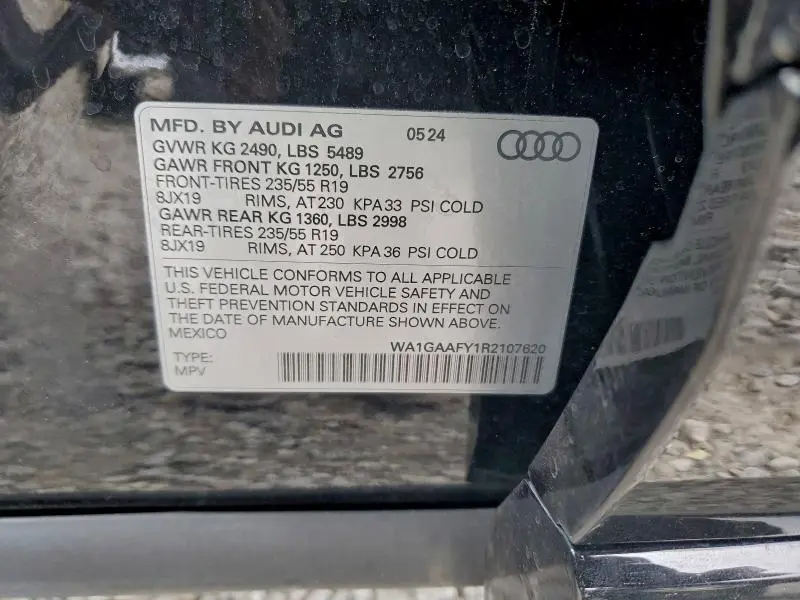 MFD. BY AUDI AG 05 24
GVWR KG 2490, LBS 5489
GAWR FRONT KG 1250, LBS 2756
FRONT-TIRES 235/55 R19
8JX19 RIMS, AT 230 KPA 33 PSI COLD
GAWR REAR KG 1360, LBS 2998
REAR-TIRES 235/55 R19
8JX19 RIMS, AT 250 KPA 36 PSI COLD
THIS VEHICLE CONFORMS TO ALL APPLICABLE
U.S. FEDERAL MOTOR VEHICLE SAFETY AND
THEFT PREVENTION STANDARDS IN EFFECT ON
THE DATE OF MANUFACTURE SHOWN ABOVE.
MEXICO
WA1GAAFY1R2107620
TYPE:
MPV